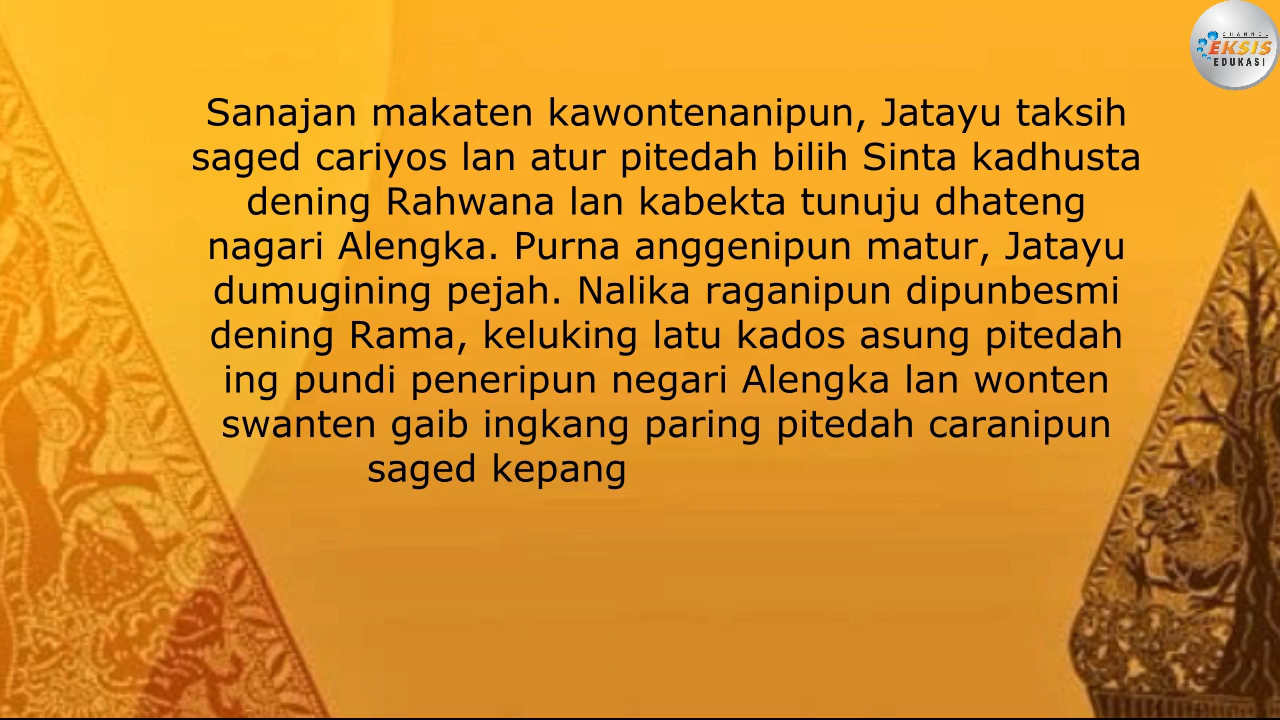 CHANNEL
EKSIS
EDUKASI
Sanajan makaten kawontenanipun, Jatayu taksih
saged cariyos lan atur pitedah bilih Sinta kadhusta
dening Rahwana lan kabekta tunuju dhateng
nagari Alengka. Purna anggenipun matur, Jatayu
dumugining pejah. Nalika raganipun dipunbesmi
dening Rama, keluking latu kados asung pitedah
ing pundi peneripun negari Alengka lan wonten
swanten gaib ingkang paring pitedah caranipun
saged kepang